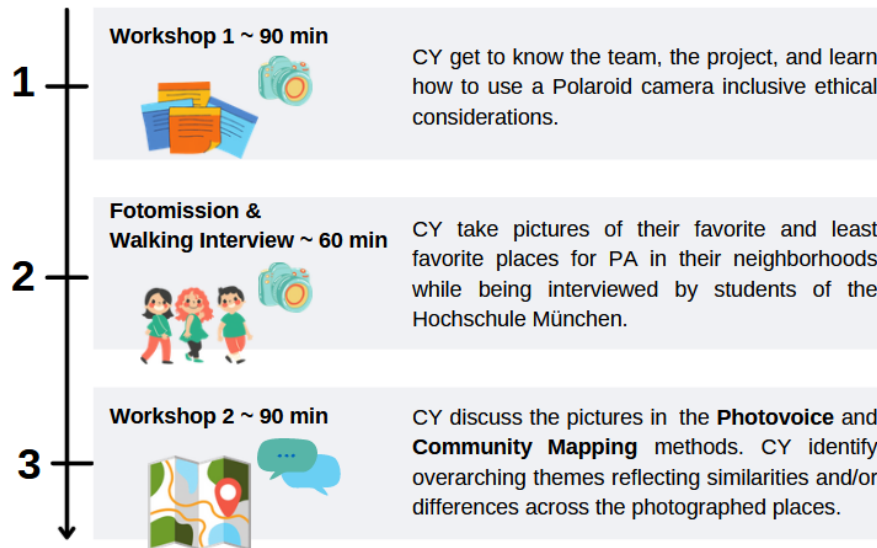 1
Workshop 1 ~ 90 min
CY get to know the team, the project, and learn
how to use a Polaroid camera inclusive ethical
considerations.
2
Fotomission &
Walking Interview ~ 60 min
CY take pictures of their favorite and least
favorite places for PA in their neighborhoods
while being interviewed by students of the
Hochschule München.
3
Workshop 2 ~ 90 min
CY discuss the pictures in the Photovoice and
Community Mapping methods. CY identify
overarching themes reflecting similarities and/or
differences across the photographed places.